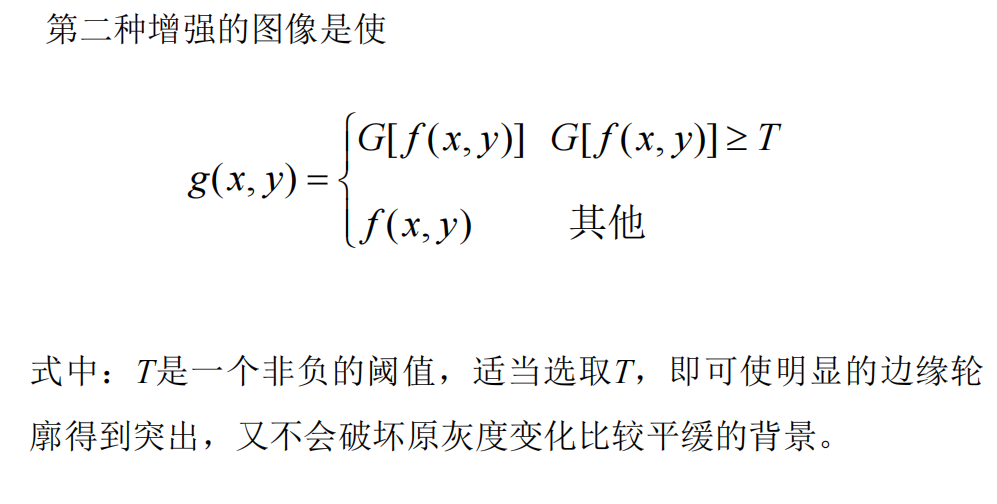 第二种增强的图像是使
g(x, y) = { G[f(x, y)]  G[f(x, y)] ≥ T
f(x, y)  其他
式中：T是一个非负的阈值，适当选取T，即可使明显的边缘轮
廓得到突出，又不会破坏原灰度变化比较平缓的背景。